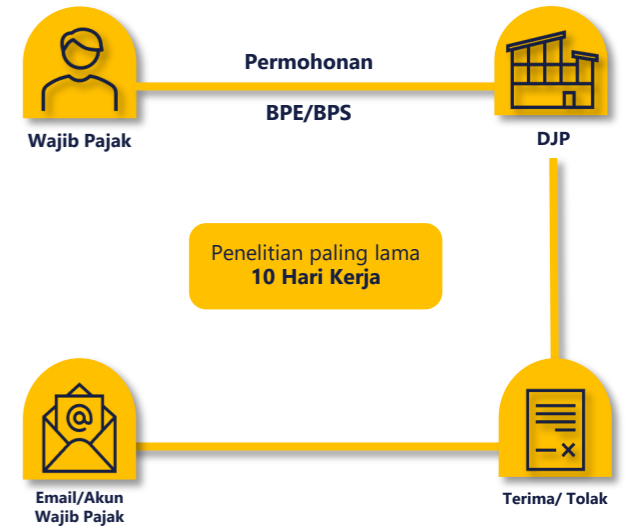 Permohonan
BPE/BPS
Wajib Pajak
DJP
Penelitian paling lama
10 Hari Kerja
@
Email/Akun
Wajib Pajak
Terima/ Tolak